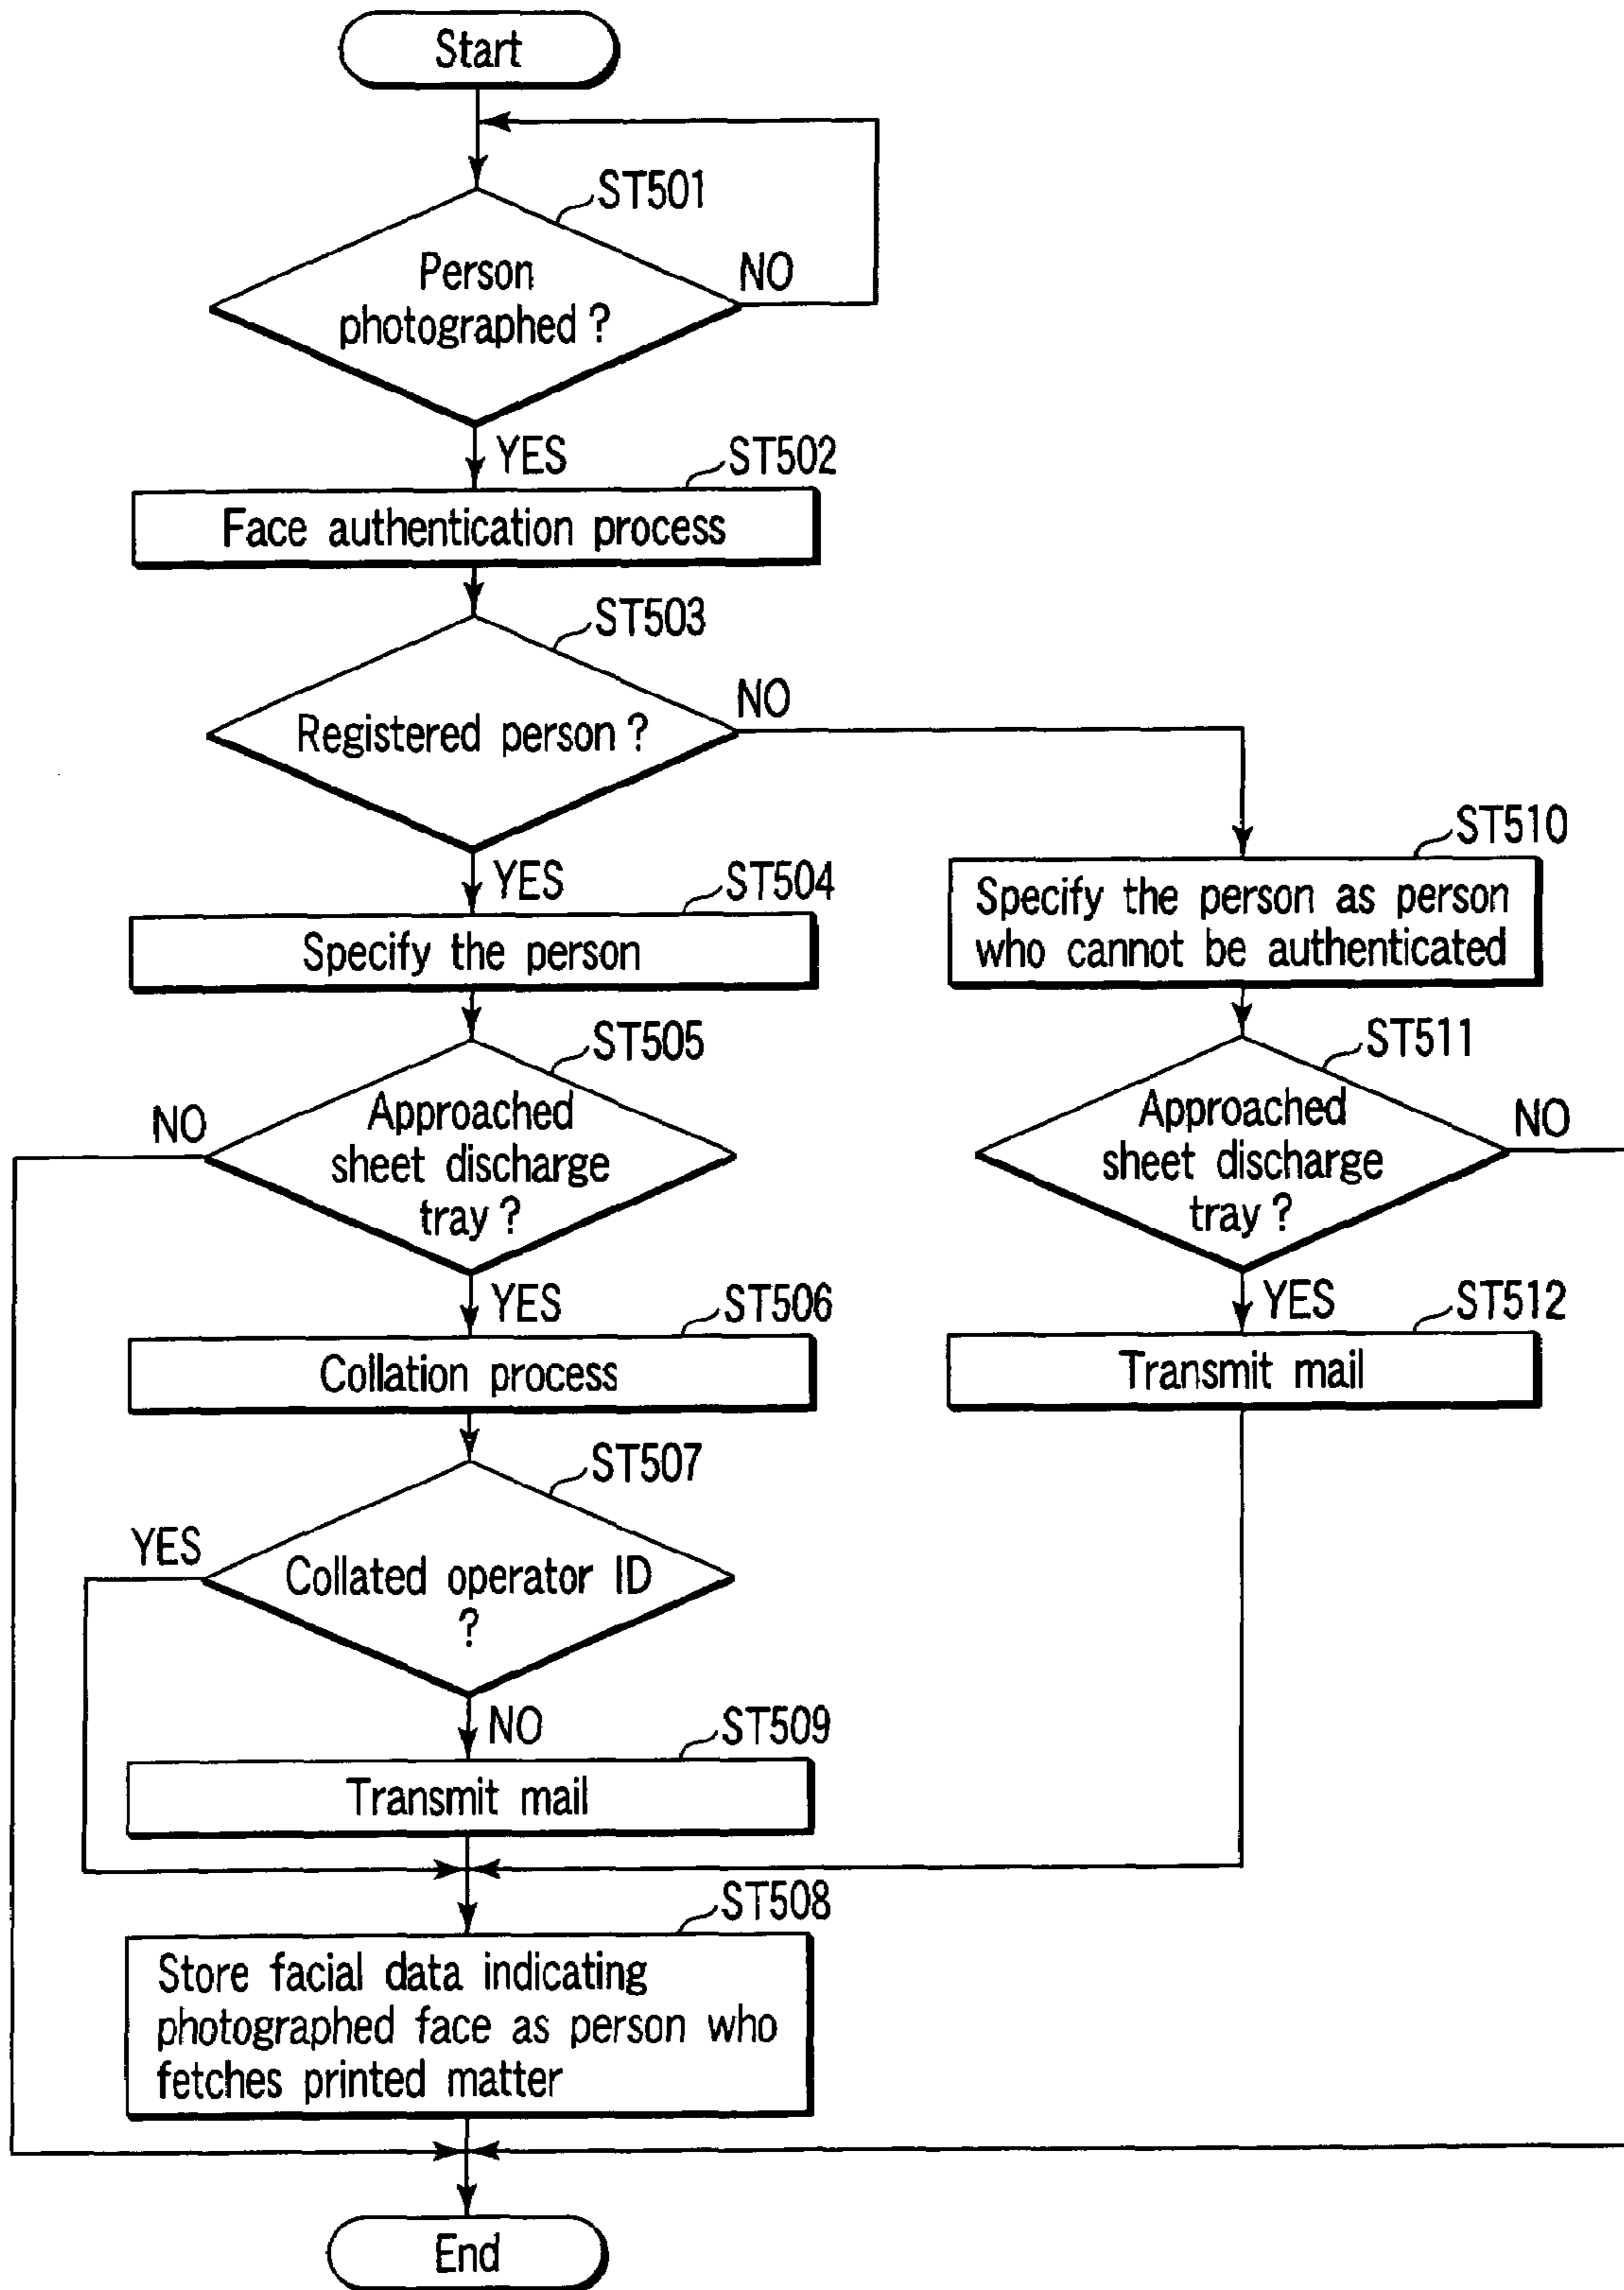 Start
ST501
Person
photographed ?
NO
YES
ST502
Face authentication process
ST503
Registered person ?
NO
YES
ST504
Specify the person
ST510
Specify the person as person
who cannot be authenticated
ST505
Approached
sheet discharge
tray ?
NO
ST511
Approached
sheet discharge
tray ?
NO
YES
ST506
Collation process
YES
ST512
Transmit mail
ST507
YES
Collated operator ID
?
NO
ST509
Transmit mail
ST508
Store facial data indicating
photographed face as person who
fetches printed matter
End